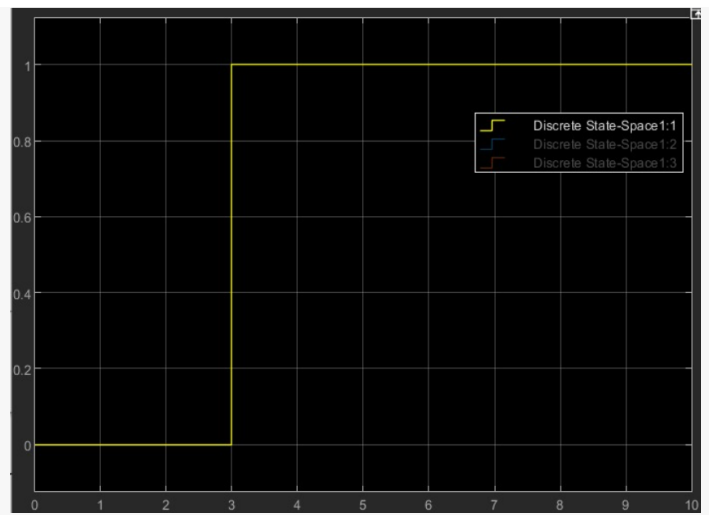 1
0.8
0.6
0.4
0.2
0
Discrete State-Space1:1
Discrete State-Space1:2
Discrete State-Space1:3
0 1 2 3 4 5 6 7 8 9 10